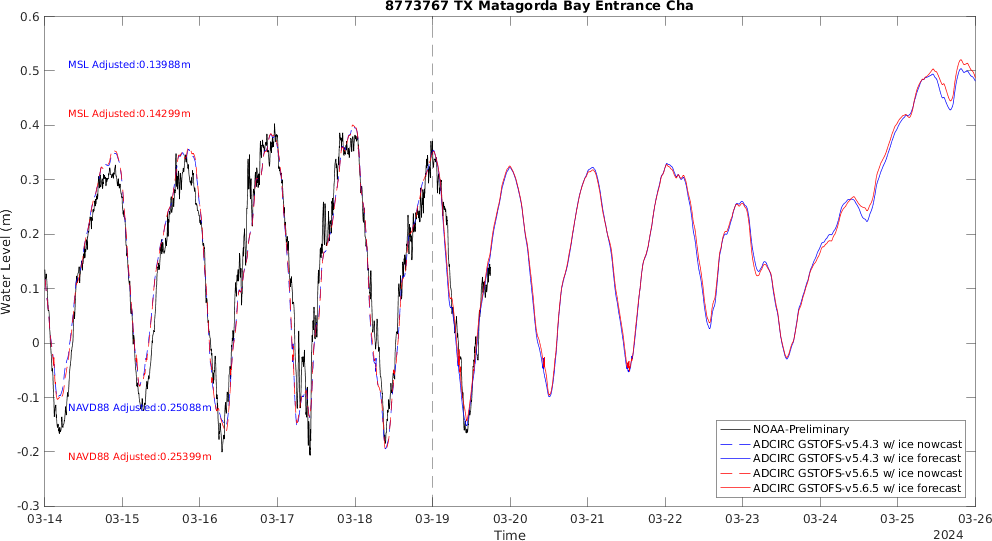 8773767 TX Matagorda Bay Entrance Cha
0.6
0.5
0.4
0.3
0.2
0.1
0
-0.1
-0.2
-0.3
Water Level (m)
MSL Adjusted:0.13988m
MSL Adjusted:0.14299m
NAVD88 Adjusted:0.25088m
NAVD88 Adjusted:0.25399m
NOAA-Preliminary
ADCIRC GSTOFS-v5.4.3 w/ ice nowcast
ADCIRC GSTOFS-v5.4.3 w/ ice forecast
ADCIRC GSTOFS-v5.6.5 w/ ice nowcast
ADCIRC GSTOFS-v5.6.5 w/ ice forecast
03-14 03-15 03-16 03-17 03-18 03-19 03-20 03-21 03-22 03-23 03-24 03-25 03-26
Time
2024